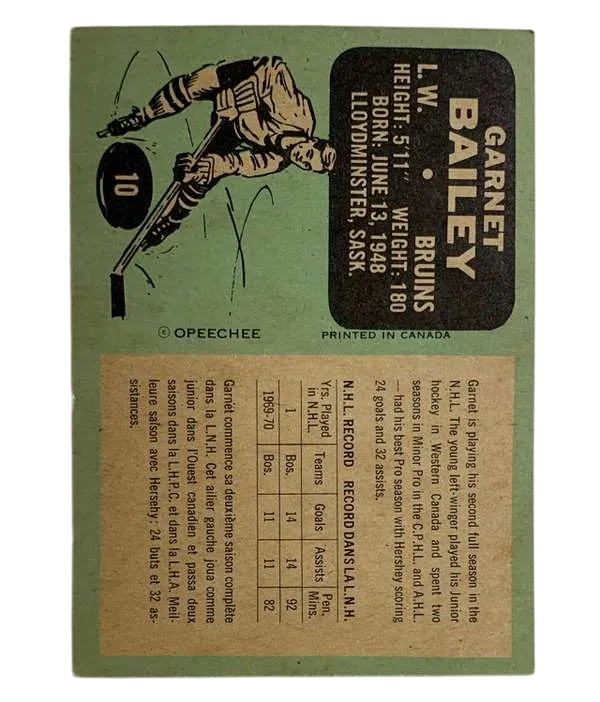 GARNET
BAILEY
L. W. • BRUINS
HEIGHT: 5'11" WEIGHT: 180
BORN: JUNE 13, 1948
LLOYDMINSTER, SASK.
10
© OPEECHEE
PRINTED IN CANADA
Garnet is playing his second full season in the
N.H.L. The young left-winger played his Junior
hockey in Western Canada and spent two
seasons in Minor Pro in the C.P.H.L. and A.H.L.
— had his best Pro season with Hershey scoring
24 goals and 32 assists.
N.H.L. RECORD RECORD DANS LA L.N.H.
Yrs. Played in N.H.L. Teams Goals Assists Pen. Mins.
1 Bos. 14 14 92
1969-70 Bos. 11 11 82
Garnet commence sa deuxième saison complète
dans la L.N.H. Cet ailier gauche joua comme
junior dans l'Ouest canadien et passa deux
saisons dans la L.H.P.C. et dans la L.H.A. Meil-
leure saison avec Hersehy: 24 buts et 32 as-
sistances.